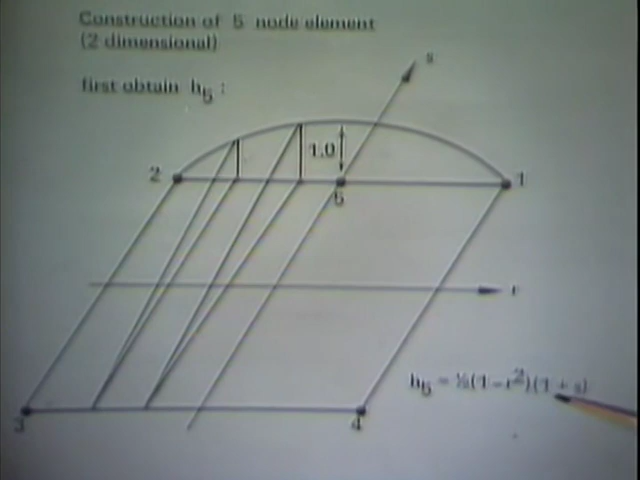 Construction of 5 node element
(2 dimensional)
first obtain h5 :
s
1.0
2
1
5
r
h5 = ½(1-r²)(1 + s)
3
4